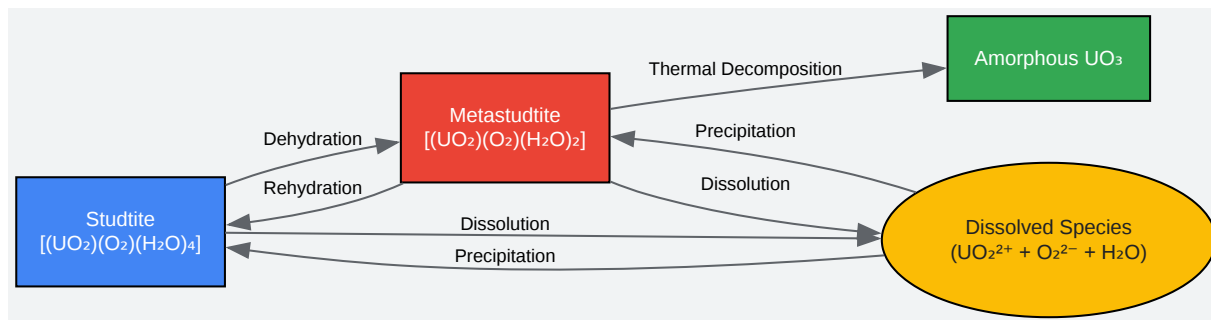 Amorphous UO₃
Thermal Decomposition
Metastudtite
[(UO₂)(O₂)(H₂O)₂]
Precipitation
Dehydration
Rehydration
Dissolution
Studtite
[(UO₂)(O₂)(H₂O)₄]
Dissolution
Precipitation
Dissolved Species
(UO₂²⁺ + O₂²⁻ + H₂O)